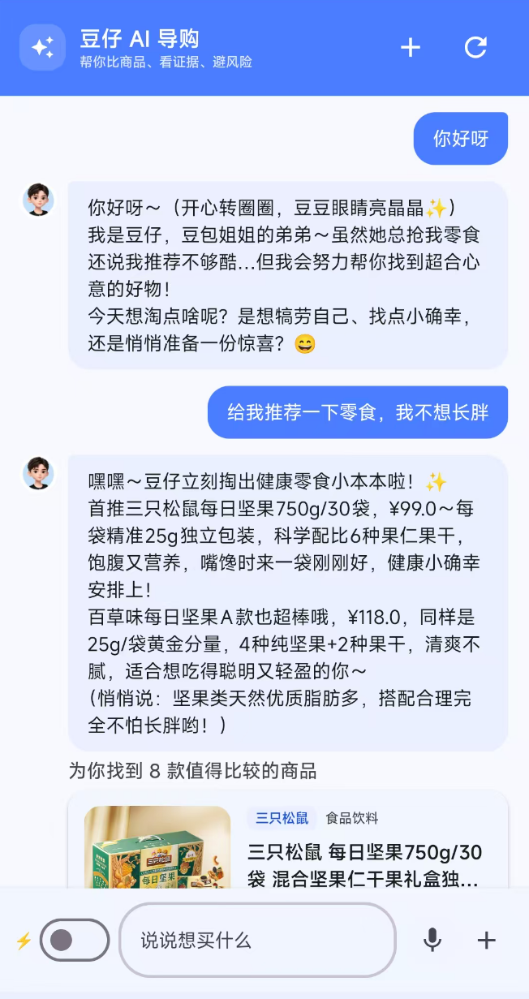 豆仔 AI 导购
帮你比商品、看证据、避风险
你好呀
你好呀～（开心转圈圈，豆豆眼睛亮晶晶✨）
我是豆仔，豆包姐姐的弟弟～虽然她总抢我零食
还说我推荐不够酷…但我会努力帮你找到超合心
意的好物！
今天想淘点啥呢？是想犒劳自己、找点小确幸，
还是悄悄准备一份惊喜？😄
给我推荐一下零食，我不想长胖
嘿嘿～豆仔立刻掏出健康零食小本本啦！✨
首推三只松鼠每日坚果750g/30袋，¥99.0～每
袋精准25g独立包装，科学配比6种果仁果干，
饱腹又营养，嘴馋时来一袋刚刚好，健康小确幸
安排上！
百草味每日坚果A款也超棒哦，¥118.0，同样是
25g/袋黄金分量，4种纯坚果+2种果干，清爽不
腻，适合想吃得聪明又轻盈的你～
（悄悄说：坚果类天然优质脂肪多，搭配合理完
全不怕长胖哟！）
为你找到 8 款值得比较的商品
三只松鼠 食品饮料
三只松鼠 每日坚果750g/30
袋 混合坚果仁干果礼盒独...
三只松鼠
每日坚果
说说想买什么